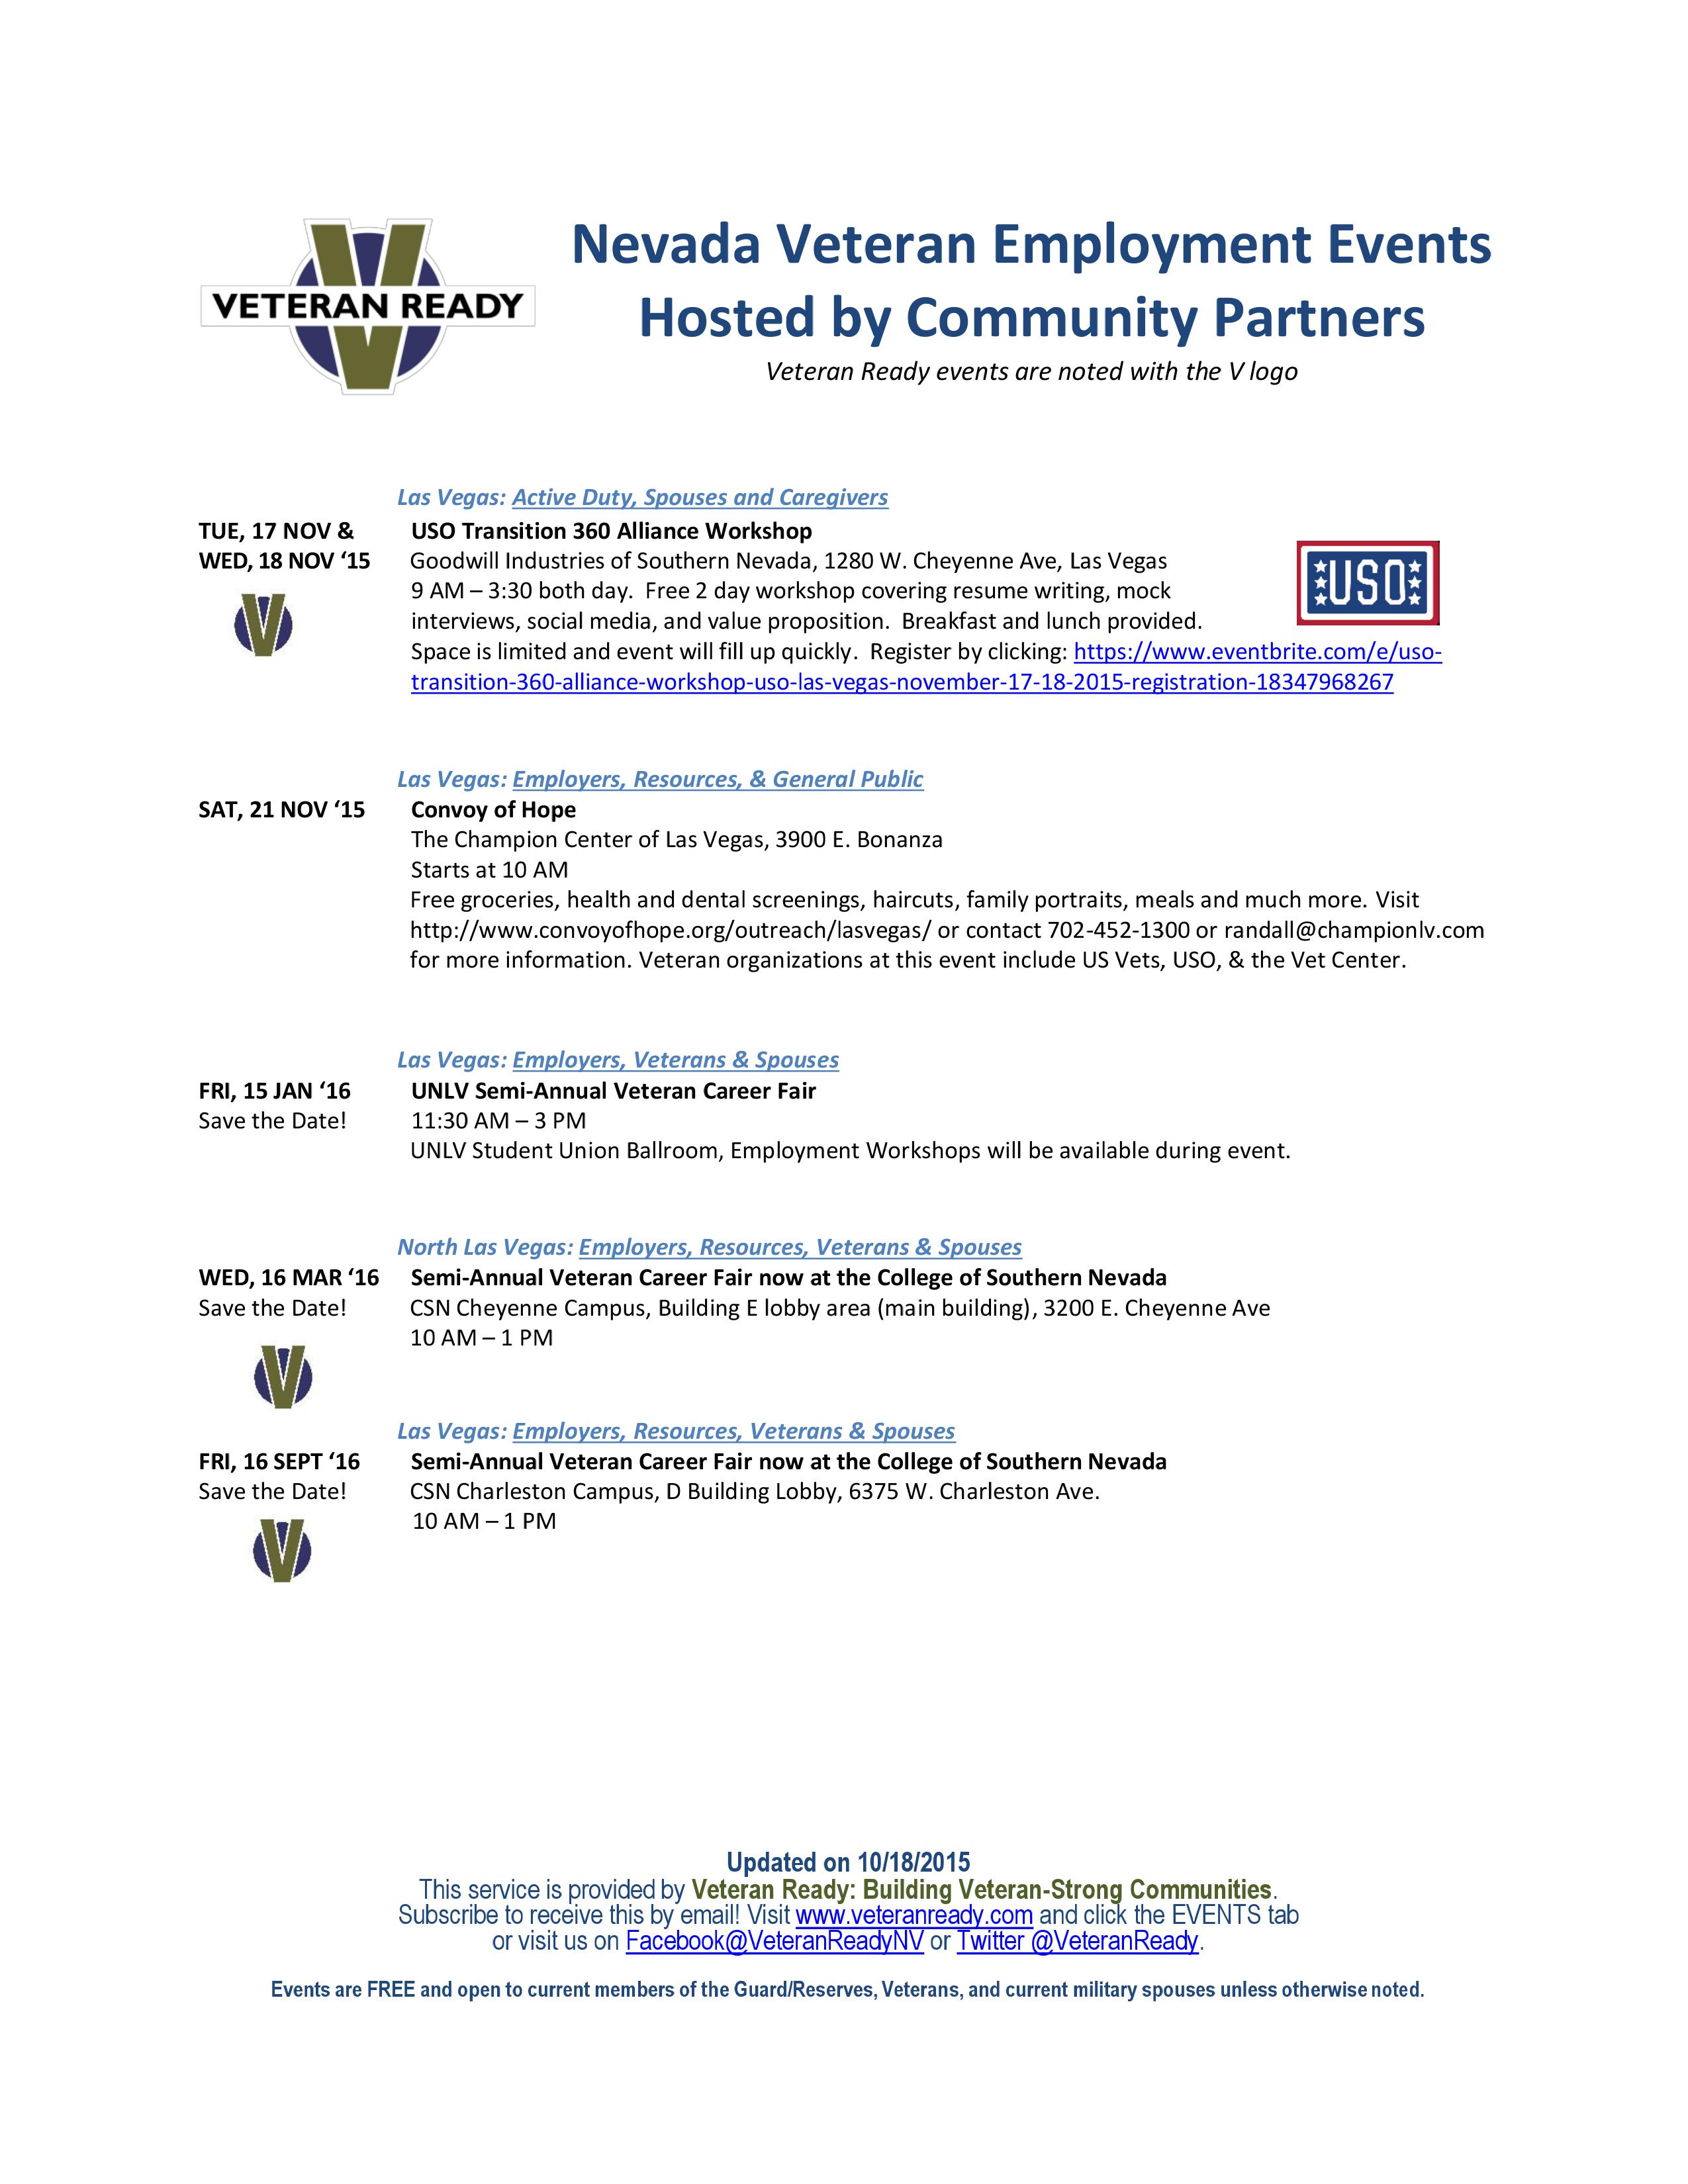 VETERAN READY
Nevada Veteran Employment Events
Hosted by Community Partners
Veteran Ready events are noted with the V logo
Las Vegas: Active Duty, Spouses and Caregivers
TUE, 17 NOV & USO Transition 360 Alliance Workshop
WED, 18 NOV ‘15 Goodwill Industries of Southern Nevada, 1280 W. Cheyenne Ave, Las Vegas
9 AM – 3:30 both day. Free 2 day workshop covering resume writing, mock
interviews, social media, and value proposition. Breakfast and lunch provided.
USO
V
Space is limited and event will fill up quickly. Register by clicking: https://www.eventbrite.com/e/uso-
transition-360-alliance-workshop-uso-las-vegas-november-17-18-2015-registration-18347968267
Las Vegas: Employers, Resources, & General Public
SAT, 21 NOV ‘15 Convoy of Hope
The Champion Center of Las Vegas, 3900 E. Bonanza
Starts at 10 AM
Free groceries, health and dental screenings, haircuts, family portraits, meals and much more. Visit
http://www.convoyofhope.org/outreach/lasvegas/ or contact 702-452-1300 or randall@championlv.com
for more information. Veteran organizations at this event include US Vets, USO, & the Vet Center.
Las Vegas: Employers, Veterans & Spouses
FRI, 15 JAN ‘16 UNLV Semi-Annual Veteran Career Fair
Save the Date! 11:30 AM – 3 PM
UNLV Student Union Ballroom, Employment Workshops will be available during event.
North Las Vegas: Employers, Resources, Veterans & Spouses
WED, 16 MAR ‘16 Semi-Annual Veteran Career Fair now at the College of Southern Nevada
Save the Date! CSN Cheyenne Campus, Building E lobby area (main building), 3200 E. Cheyenne Ave
10 AM – 1 PM
V
Las Vegas: Employers, Resources, Veterans & Spouses
FRI, 16 SEPT ‘16 Semi-Annual Veteran Career Fair now at the College of Southern Nevada
Save the Date! CSN Charleston Campus, D Building Lobby, 6375 W. Charleston Ave.
10 AM – 1 PM
V
Updated on 10/18/2015
This service is provided by Veteran Ready: Building Veteran-Strong Communities.
Subscribe to receive this by email! Visit www.veteranready.com and click the EVENTS tab
or visit us on Facebook@VeteranReadyNV or Twitter @VeteranReady.
Events are FREE and open to current members of the Guard/Reserves, Veterans, and current military spouses unless otherwise noted.